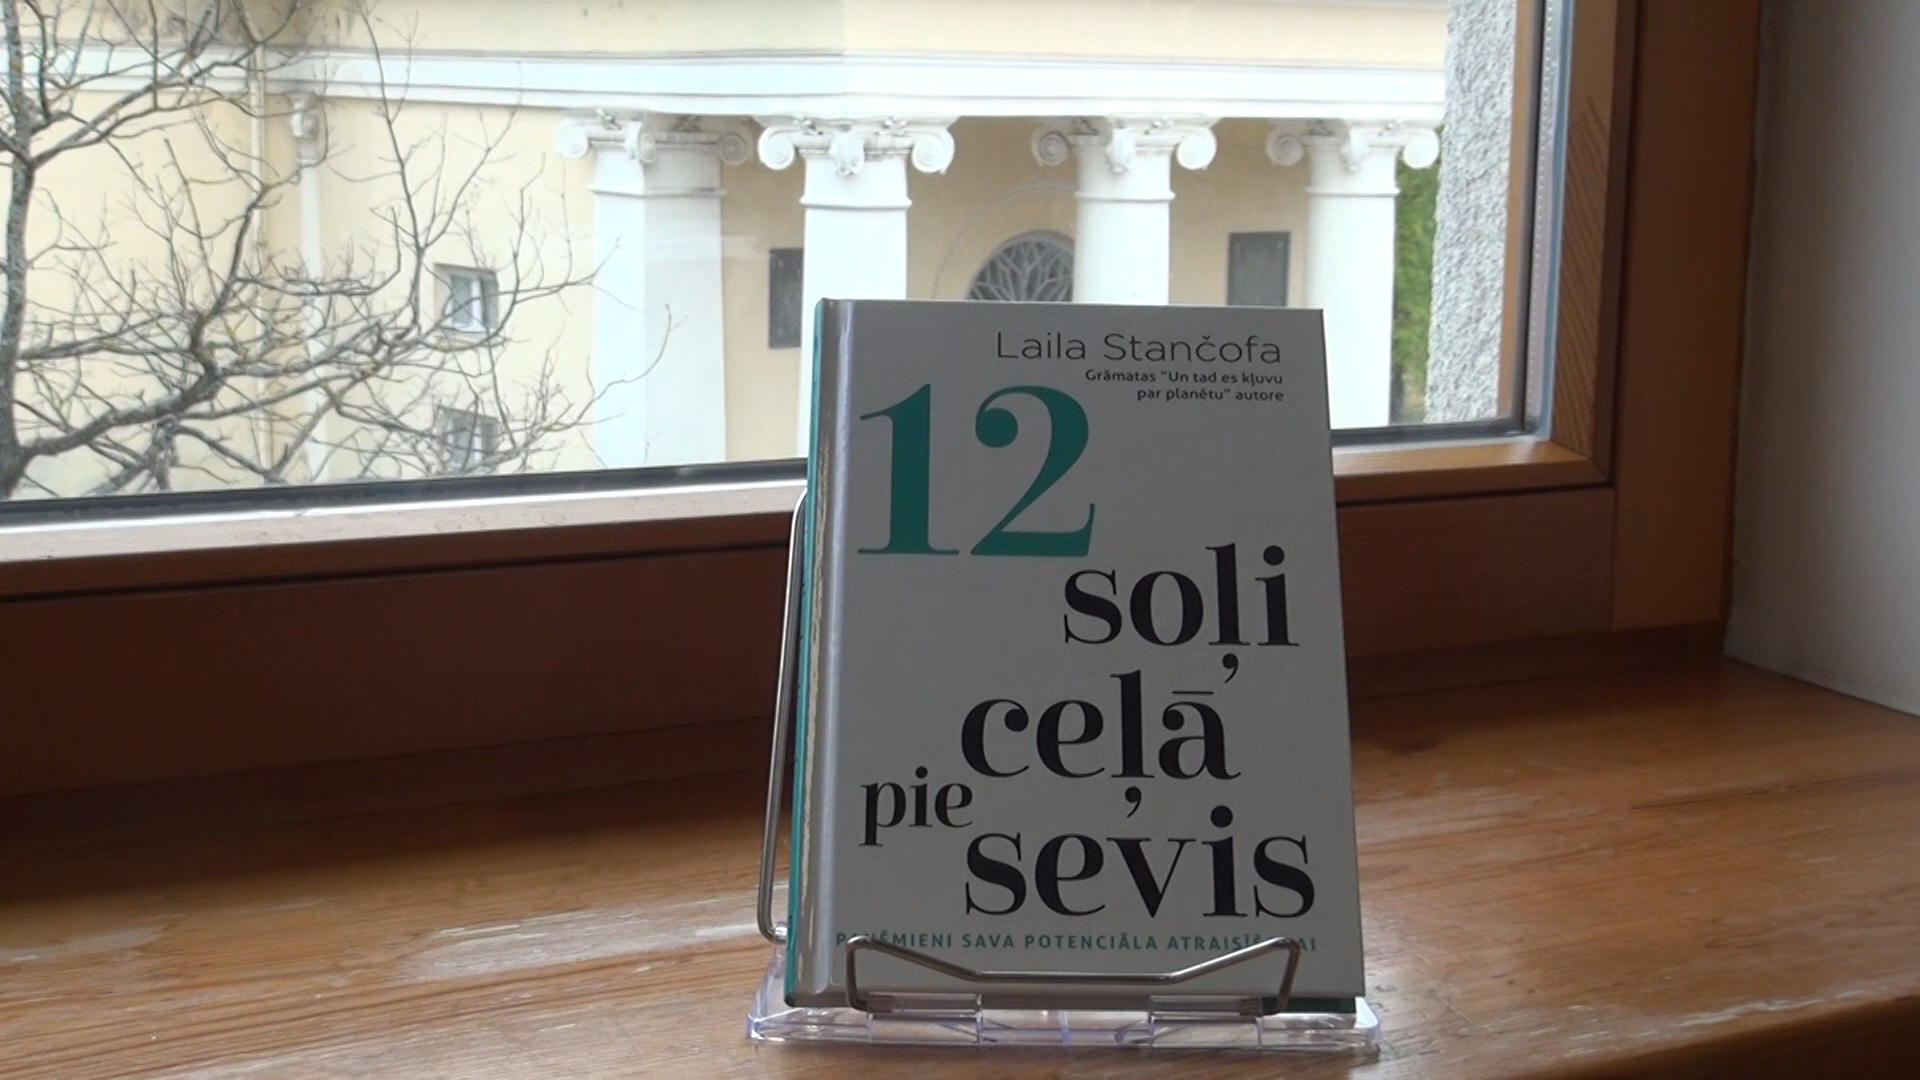 Laila Stančofa
Grāmatas "Un tad es kļuvu
par planētu" autore
12
soļi
ceļā
pie
sevis
SAVA POTENCIĀLA